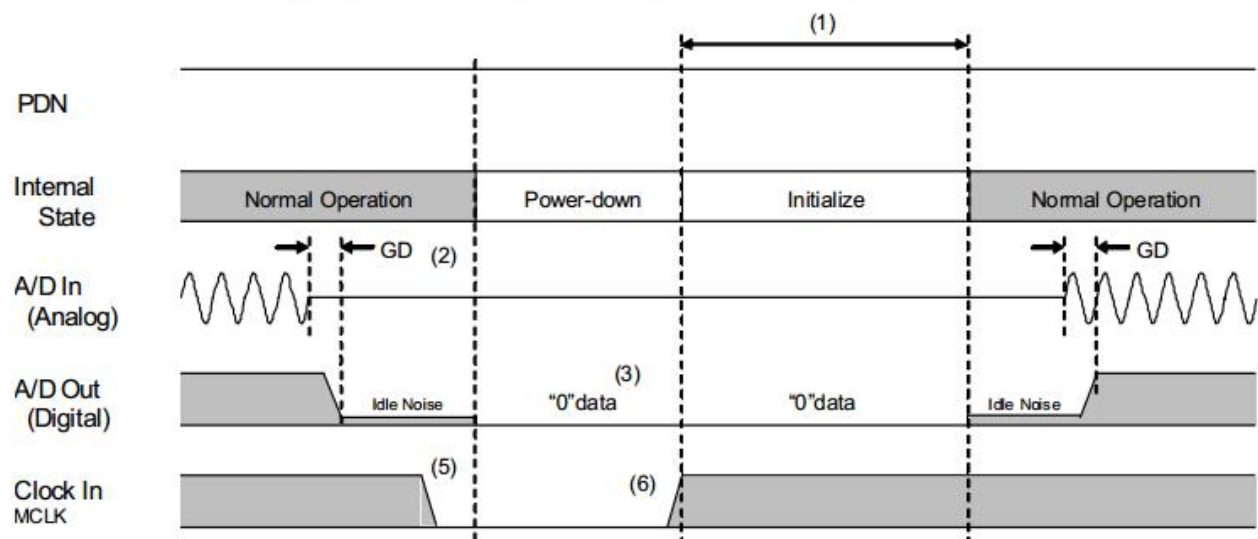 (1)
PDN
Internal
State
Normal Operation
Power-down
Initialize
Normal Operation
GD
(2)
GD
A/D In
(Analog)
A/D Out
(Digital)
Idle Noise
(3)
"0"data
"0"data
Idle Noise
Clock In
MCLK
(5)
(6)